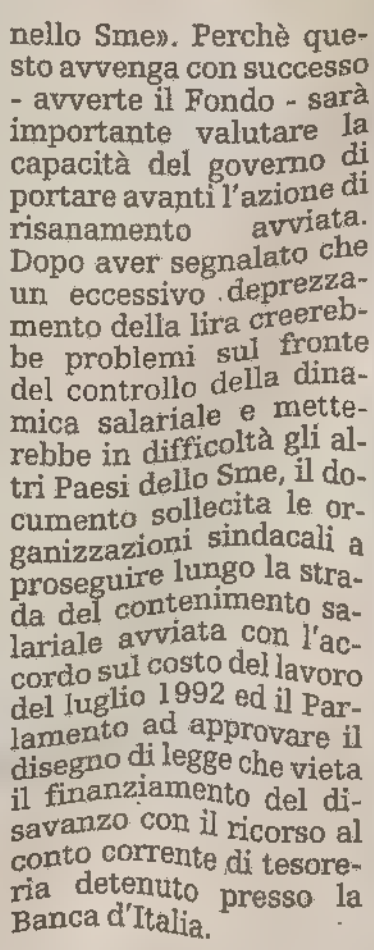 nello Sme». Perchè que-
sto avvenga con successo
- avverte il Fondo - sarà
importante valutare la
capacità del governo di
portare avanti l'azione di
risanamento avviata.
Dopo aver segnalato che
un eccessivo deprezza-
mento della lira creereb-
be problemi sul fronte
del controllo della dina-
mica salariale e mette-
rebbe in difficoltà gli al-
tri Paesi dello Sme, il do-
cumento sollecita le or-
ganizzazioni sindacali a
proseguire lungo la stra-
da del contenimento sa-
lariale avviata con l'ac-
cordo sul costo del lavoro
del luglio 1992 ed il Par-
lamento ad approvare il
disegno di legge che vieta
il finanziamento del di-
savanzo con il ricorso al
conto corrente di tesore-
ria detenuto presso la
Banca d'Italia.